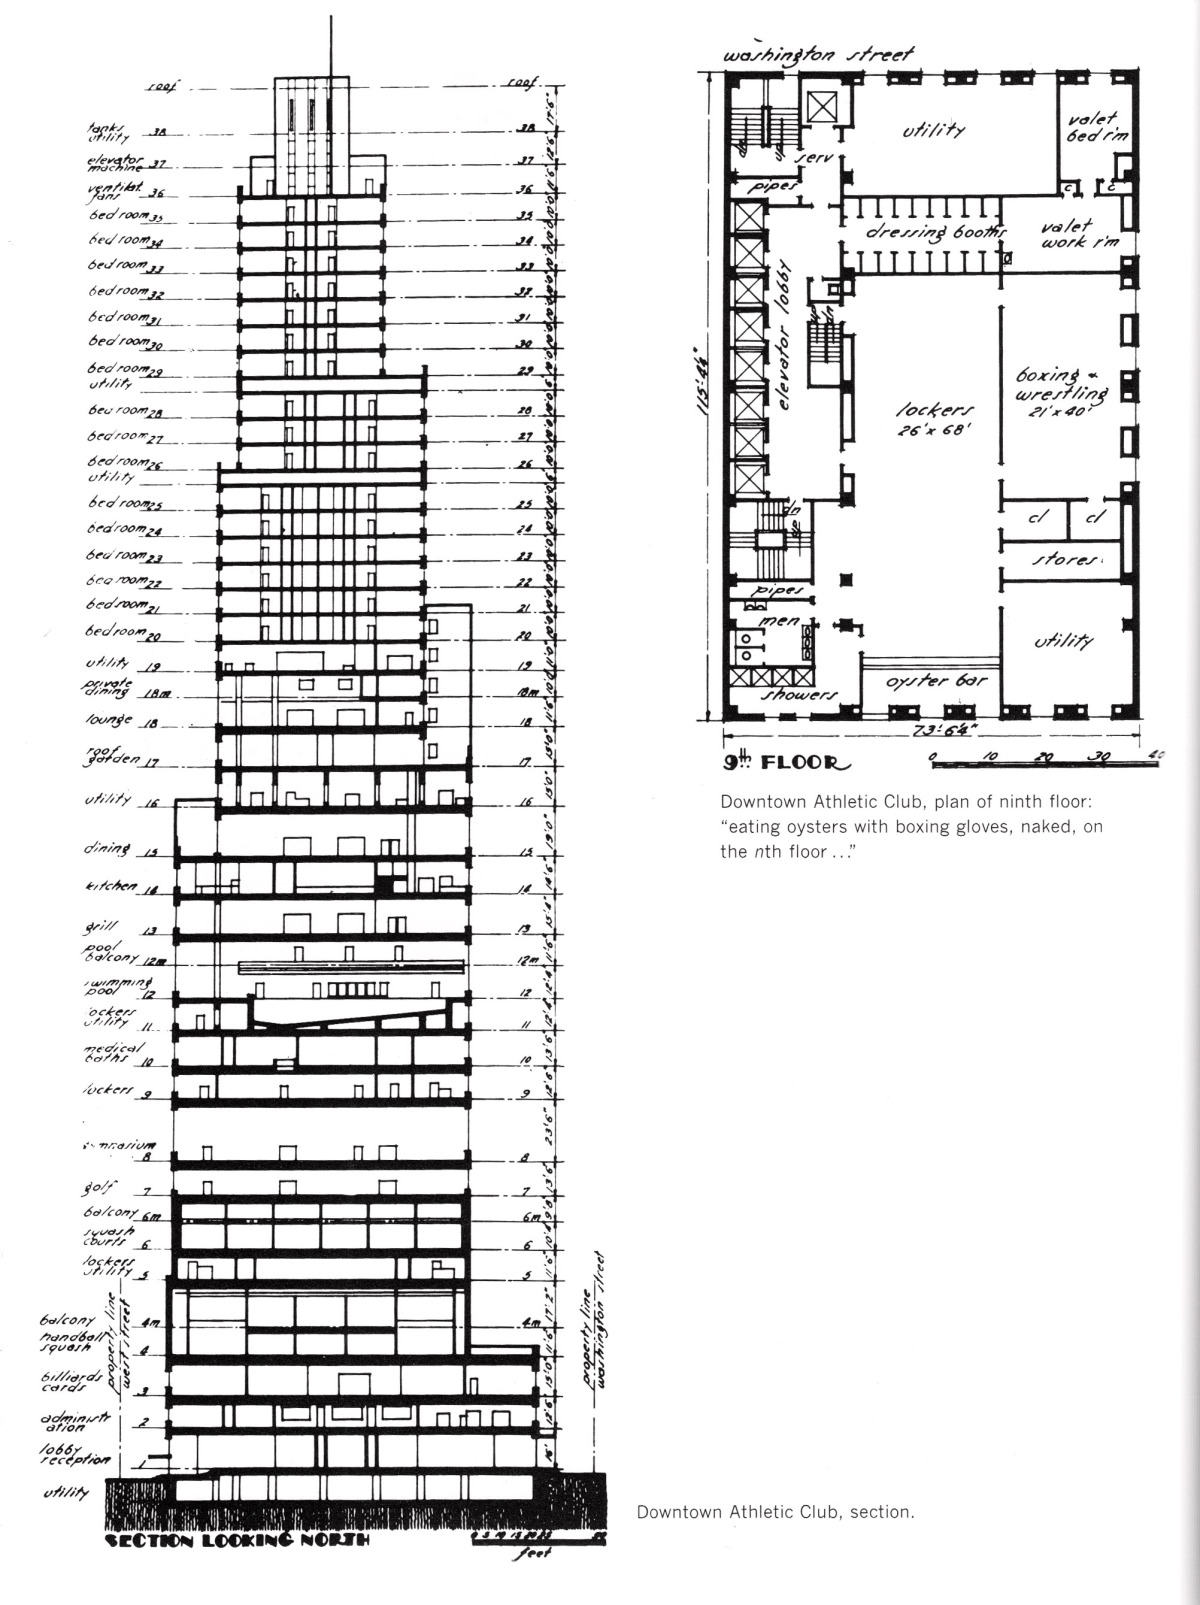 roof roof
tanks
utility 38 38
elevator
machine 37 37
ventilat
fans 36 36
bedroom 35 35
bedroom 34 34
bedroom 33 33
bedroom 32 32
bedroom 31 31
bedroom 30 30
bedroom 29 29
utility
bedroom 28 28
bedroom 27 27
bedroom 26 26
utility
bedroom 25 25
bedroom 24 24
bedroom 23 23
bedroom 22 22
bedroom 21 21
bedroom 20 20
utility 19 19
private
dining 18m 18m
lounge 18 18
roof
garden 17 17
utility 16 16
dining 15 15
kitchen 14 14
grill 13 13
pool
balcony 12m 12m
swimming
pool 12 12
lockers
utility 11 11
medical
baths 10 10
lockers 9 9
gymnasium
8 8
golf 7 7
balcony 6m 6m
squash
courts 6 6
lockers
utility 5 5
balcony 4m 4m
handball
squash 4
billiards
cards 3
administr
ation 2
lobby
reception 1
utility
property line
west street
property line
washington street
SECTION LOOKING NORTH
feet
washington street
utility
valet
bed r'm
dn
up
serv
pipes
c c
dressing booths
valet
work r'm
elevator lobby
up
dn
115'-4¾"
lockers
26' x 68'
boxing &
wrestling
21' x 40'
dn
up
cl cl
stores
pipes
men
utility
oyster bar
showers
73'-6¼"
9th FLOOR
0 10 20 30 40
Downtown Athletic Club, plan of ninth floor:
“eating oysters with boxing gloves, naked, on
the nth floor ...”
Downtown Athletic Club, section.